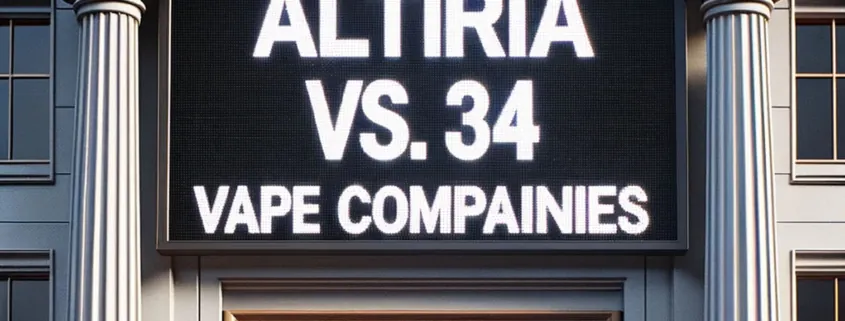 ALTIRIA
VS. 34
VAPE COMPAINIES